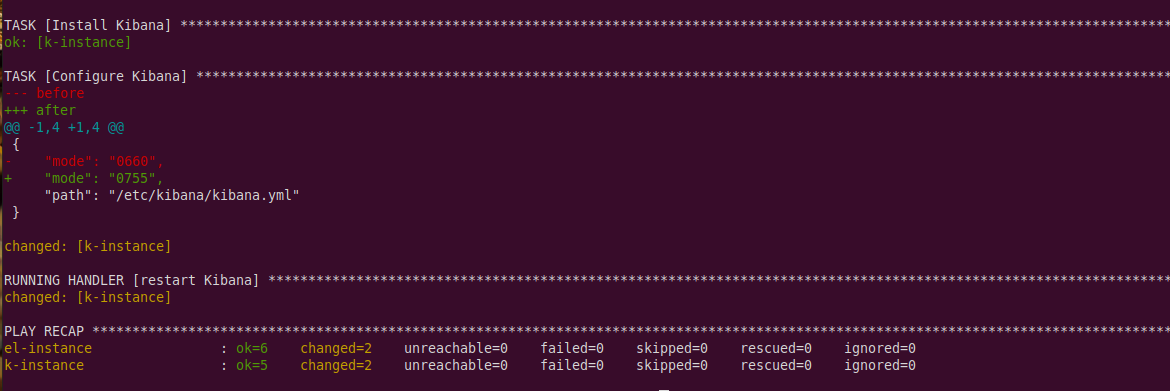 TASK [Install Kibana] ****************************************************************************************************************************
ok: [k-instance]
TASK [Configure Kibana] **************************************************************************************************************************
--- before
+++ after
@@ -1,4 +1,4 @@
{
-    "mode": "0660",
+    "mode": "0755",
"path": "/etc/kibana/kibana.yml"
}
changed: [k-instance]
RUNNING HANDLER [restart Kibana] *****************************************************************************************************************
changed: [k-instance]
PLAY RECAP ***************************************************************************************************************************************
el-instance                : ok=6    changed=2    unreachable=0    failed=0    skipped=0    rescued=0    ignored=0
k-instance                 : ok=5    changed=2    unreachable=0    failed=0    skipped=0    rescued=0    ignored=0